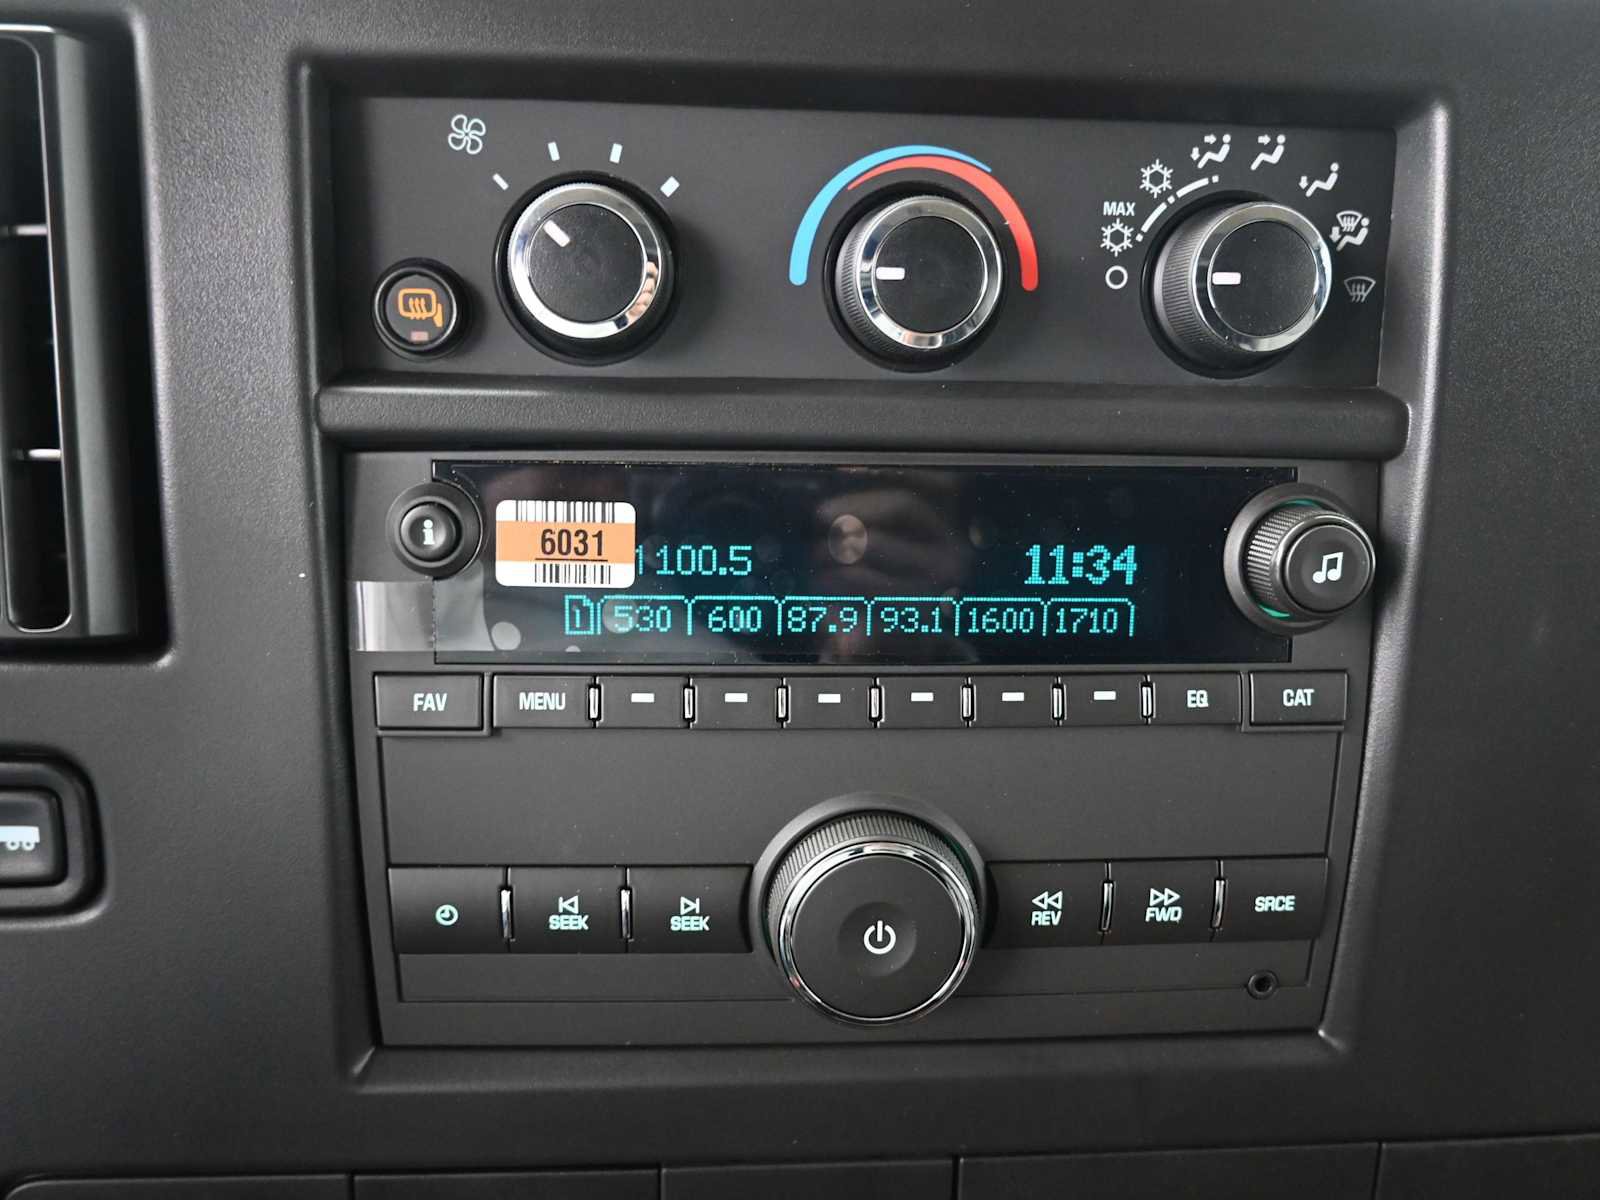 MAX
6031
100.5
11:34
1 530 600 87.9 93.1 1600 1710
FAV MENU EQ CAT
SEEK SEEK REV FWD SRCE